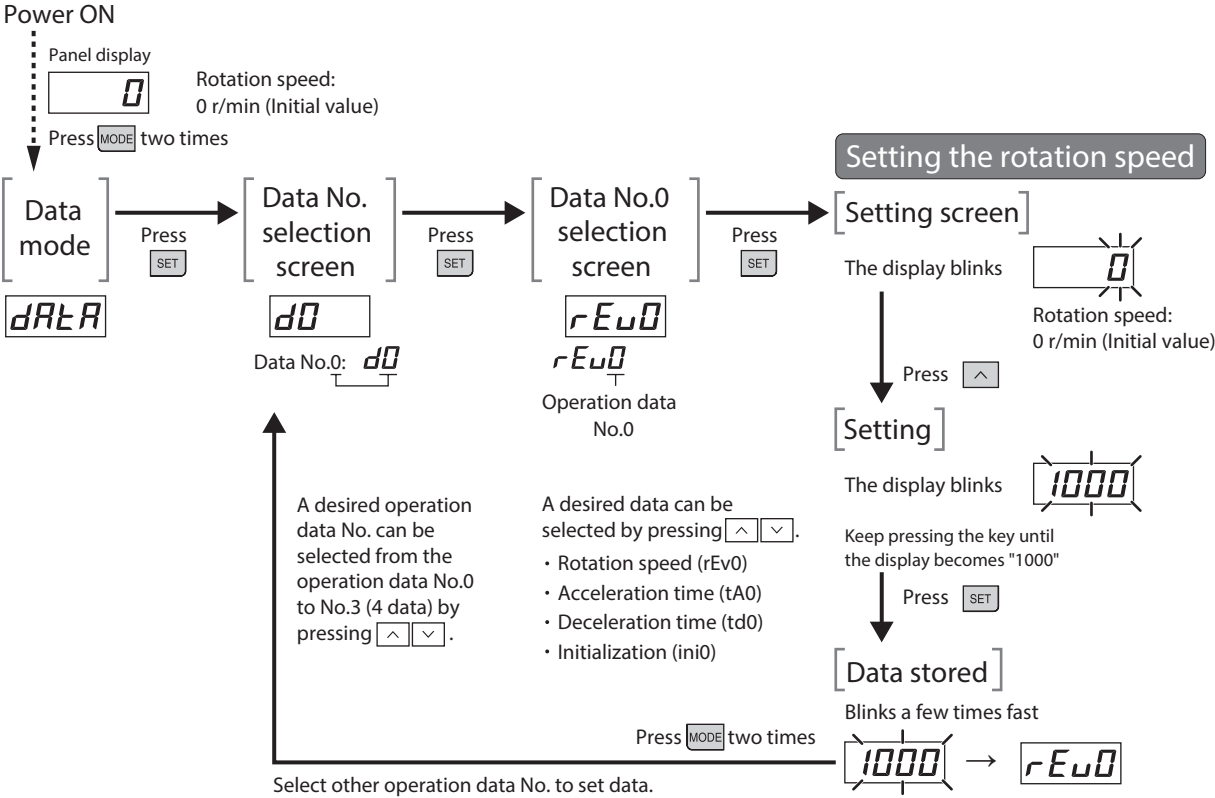 Power ON
Panel display
0
Rotation speed:
0 r/min (Initial value)
Press MODE two times
Setting the rotation speed
Data
mode
Press
SET
dAtA
Data No.
selection
screen
Press
SET
d0
Data No.0: d0
Data No.0
selection
screen
Press
SET
rEv0
rEv0
Operation data
No.0
Setting screen
The display blinks
0
Rotation speed:
0 r/min (Initial value)
Press
Setting
The display blinks
1000
Keep pressing the key until
the display becomes "1000"
Press SET
Data stored
Blinks a few times fast
1000 → rEv0
A desired operation
data No. can be
selected from the
operation data No.0
to No.3 (4 data) by
pressing .
A desired data can be
selected by pressing .
・Rotation speed (rEv0)
・Acceleration time (tA0)
・Deceleration time (td0)
・Initialization (ini0)
Press MODE two times
Select other operation data No. to set data.